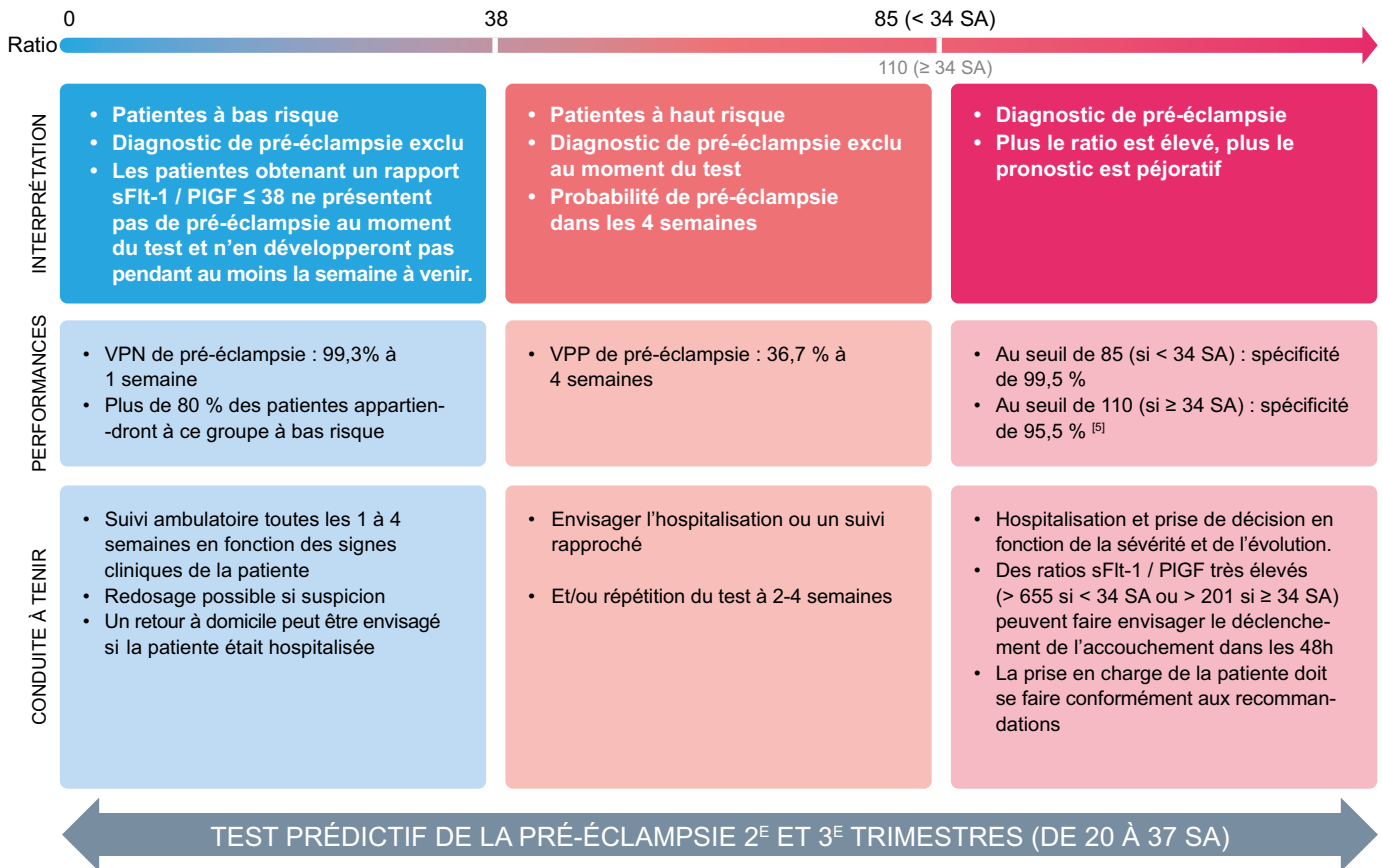 0
38
85 (< 34 SA)
Ratio
110 (≥ 34 SA)
INTERPRÉTATION
• Patientes à bas risque
• Diagnostic de pré-éclampsie exclu
• Les patientes obtenant un rapport
sFlt-1 / PlGF ≤ 38 ne présentent
pas de pré-éclampsie au moment
du test et n’en développeront pas
pendant au moins la semaine à venir.
• Patientes à haut risque
• Diagnostic de pré-éclampsie exclu
au moment du test
• Probabilité de pré-éclampsie
dans les 4 semaines
• Diagnostic de pré-éclampsie
• Plus le ratio est élevé, plus le
pronostic est péjoratif
PERFORMANCES
• VPN de pré-éclampsie : 99,3% à
1 semaine
• Plus de 80 % des patientes appartien-
-dront à ce groupe à bas risque
• VPP de pré-éclampsie : 36,7 % à
4 semaines
• Au seuil de 85 (si < 34 SA) : spécificité
de 99,5 %
• Au seuil de 110 (si ≥ 34 SA) : spécificité
de 95,5 % [5]
CONDUITE À TENIR
• Suivi ambulatoire toutes les 1 à 4
semaines en fonction des signes
cliniques de la patiente
• Redosage possible si suspicion
• Un retour à domicile peut être envisagé
si la patiente était hospitalisée
• Envisager l’hospitalisation ou un suivi
rapproché
• Et/ou répétition du test à 2-4 semaines
• Hospitalisation et prise de décision en
fonction de la sévérité et de l’évolution.
• Des ratios sFlt-1 / PlGF très élevés
(> 655 si < 34 SA ou > 201 si ≥ 34 SA)
peuvent faire envisager le déclenche-
ment de l’accouchement dans les 48h
• La prise en charge de la patiente doit
se faire conformément aux recomman-
dations
TEST PRÉDICTIF DE LA PRÉ-ÉCLAMPSIE 2E ET 3E TRIMESTRES (DE 20 À 37 SA)